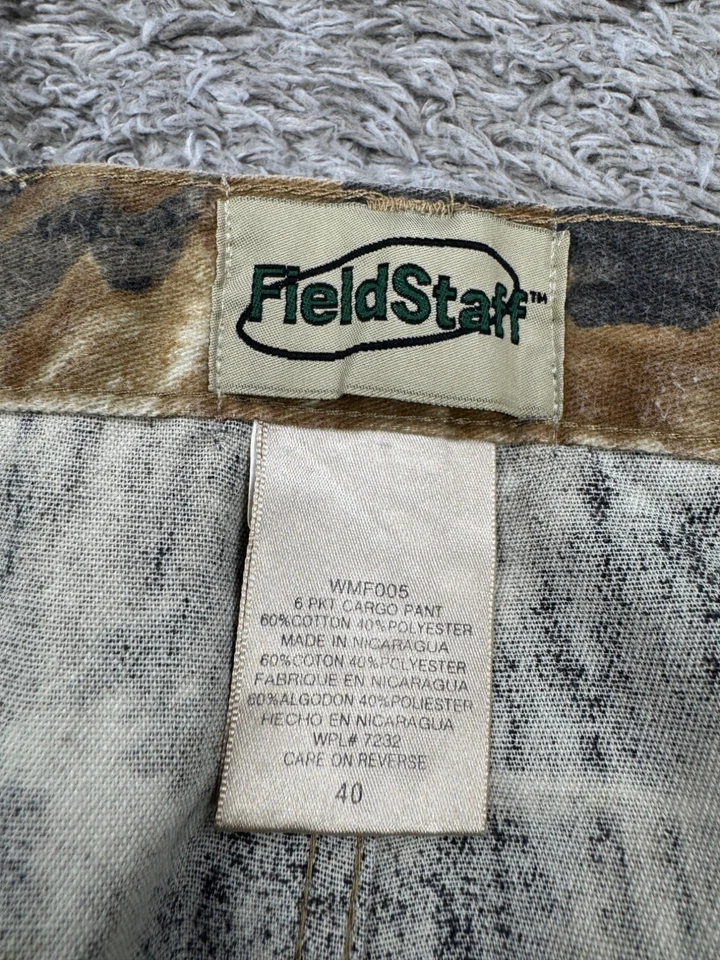 FieldStaff™
WMF005
6 PKT CARGO PANT
60%COTTON 40%POLYESTER
MADE IN NICARAGUA
60%COTON 40%POLYESTER
FABRIQUE EN NICARAGUA
60%ALGODON 40%POLIESTER
HECHO EN NICARAGUA
WPL# 7232
CARE ON REVERSE
40